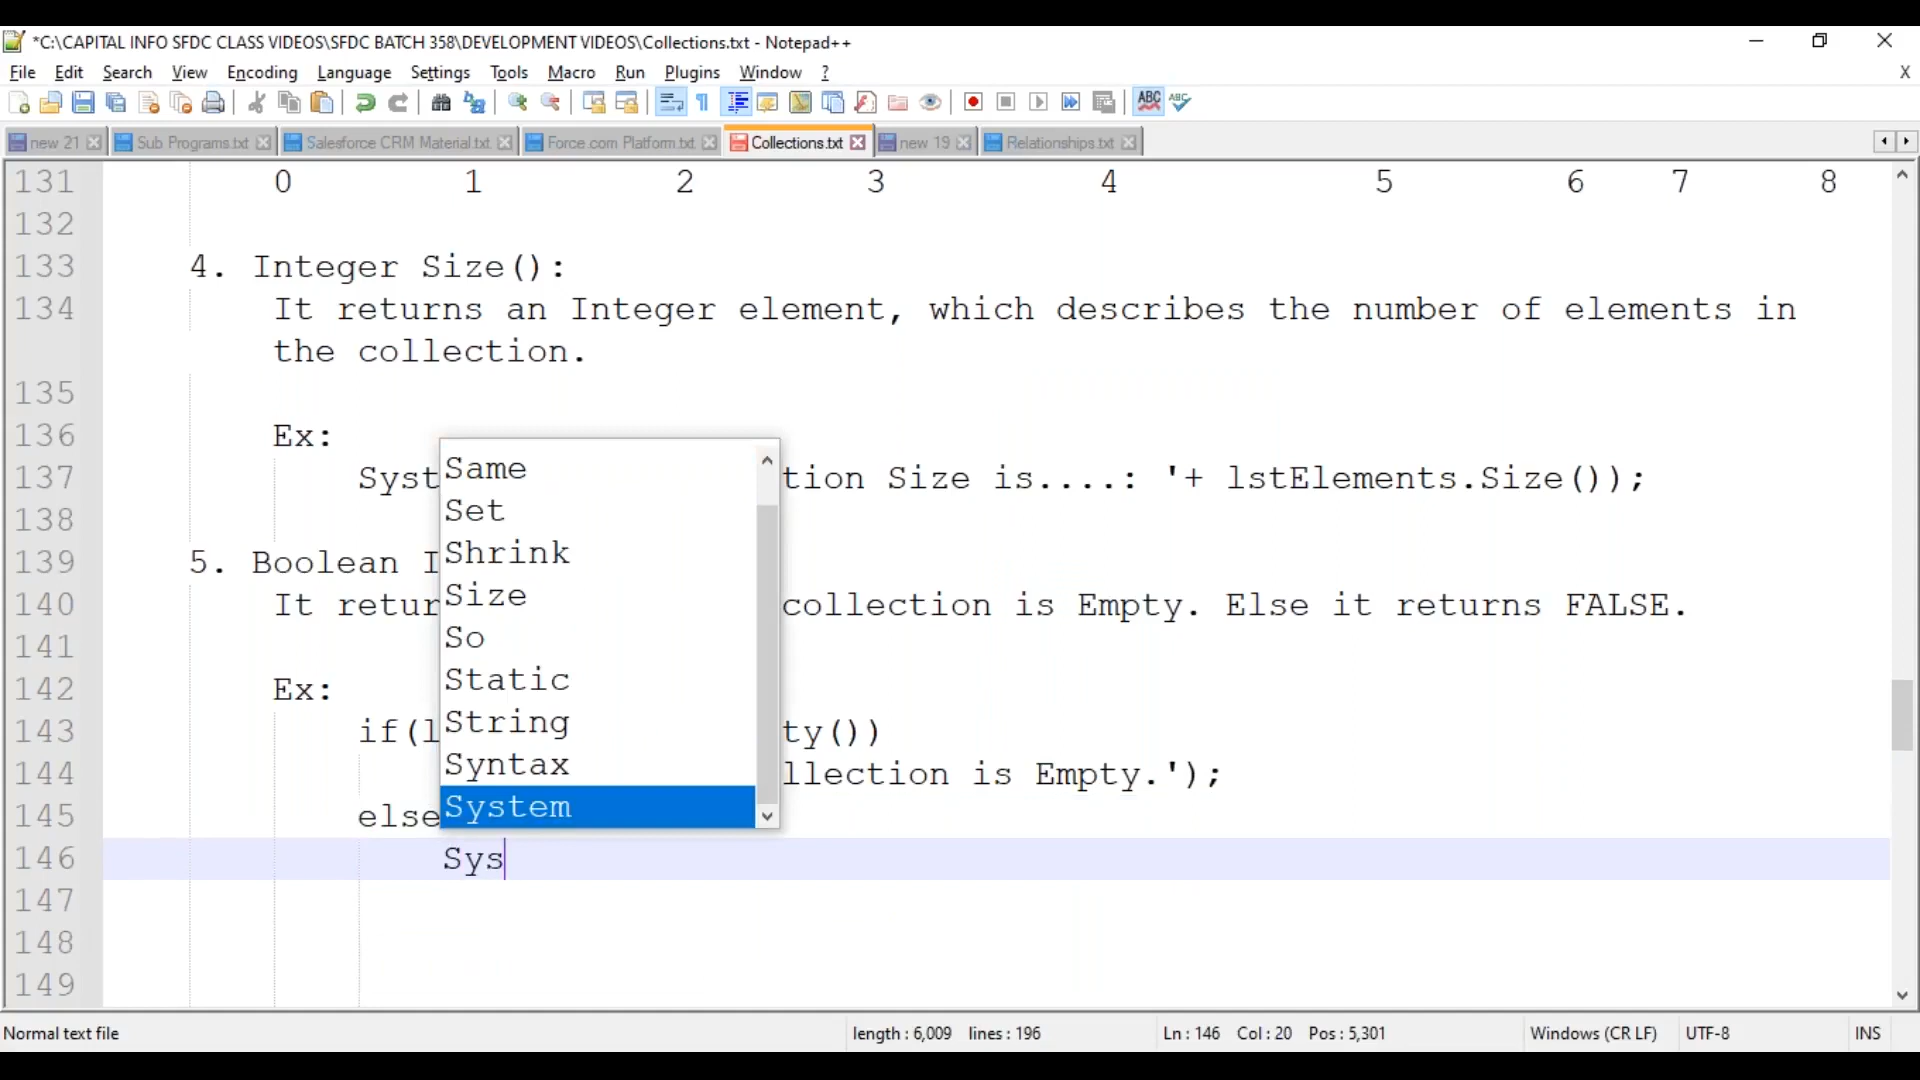 *C:\CAPITAL INFO SFDC CLASS VIDEOS\SFDC BATCH 358\DEVELOPMENT VIDEOS\Collections.txt - Notepad++
File Edit Search View Encoding Language Settings Tools Macro Run Plugins Window ? X
new 21 Sub Programs.txt Salesforce CRM Material.txt Force.com Platform.txt Collections.txt new 19 Relationships.txt
131 0 1 2 3 4 5 6 7 8
132
133 4. Integer Size():
134 It returns an Integer element, which describes the number of elements in
the collection.
135
136 Ex:
137 Syst tion Size is....: '+ lstElements.Size());
138
139 5. Boolean I
140 It retur collection is Empty. Else it returns FALSE.
141
142 Ex:
143 if(l ty())
144 llection is Empty.');
145 else
146 Sys
147
148
149
Same
Set
Shrink
Size
So
Static
String
Syntax
System
Normal text file length : 6,009 lines : 196 Ln : 146 Col : 20 Pos : 5,301 Windows (CR LF) UTF-8 INS